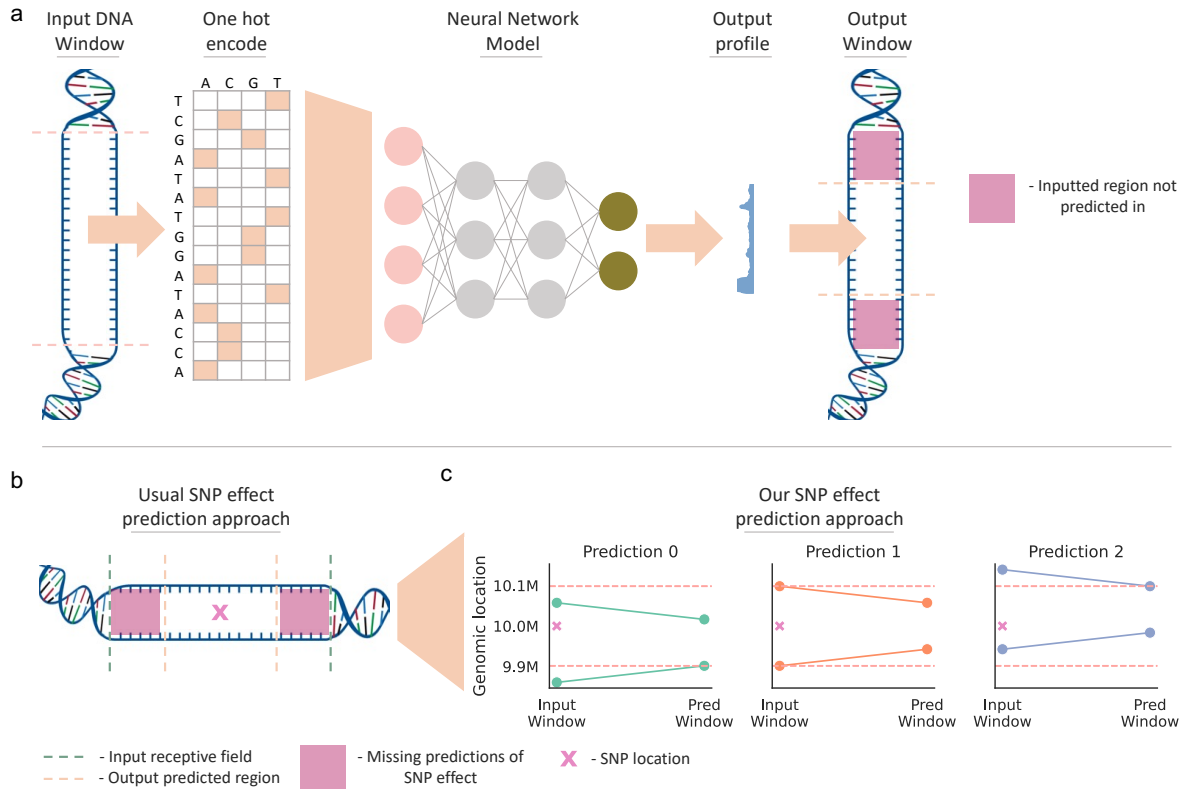 a
Input DNA
Window
One hot
encode
Neural Network
Model
Output
profile
Output
Window
A C G T
T
C
G
A
T
A
T
G
G
A
T
A
C
C
A
- Inputted region not
predicted in
b
Usual SNP effect
prediction approach
X
c
Our SNP effect
prediction approach
Prediction 0
Prediction 1
Prediction 2
Genomic location
10.1M
10.0M
9.9M
Input
Window
Pred
Window
Input
Window
Pred
Window
Input
Window
Pred
Window
- Input receptive field
- Output predicted region
- Missing predictions of
SNP effect
X - SNP location